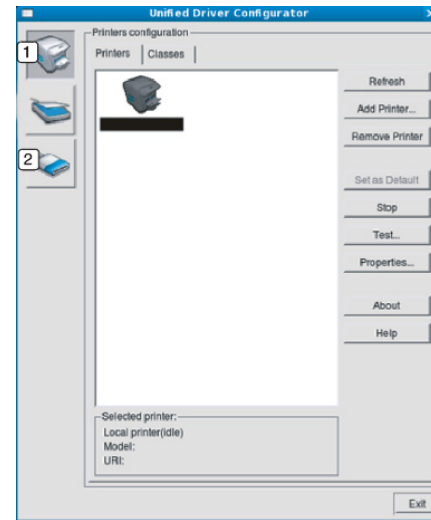 Unified Driver Configurator
1
2
Printers configuration
Printers
Classes
Refresh
Add Printer...
Remove Printer
Set as Default
Stop
Test...
Properties...
About
Help
Selected printer:
Local printer(idle)
Model:
URI:
Exit